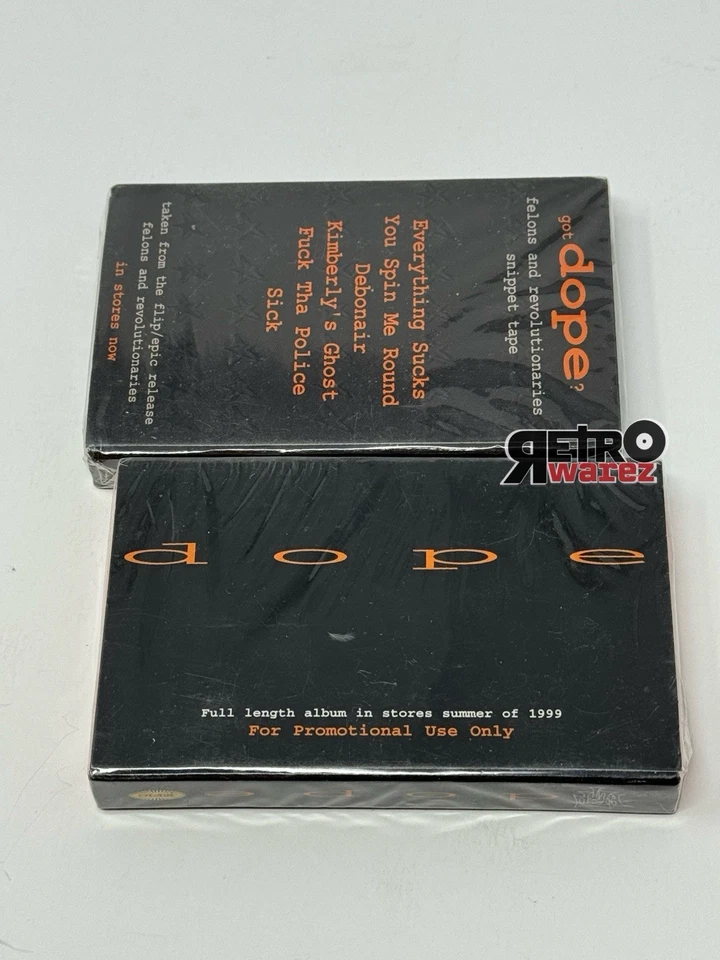 got dope?
felons and revolutionaries
snippet tape
Everything Sucks
You Spin Me Round
Debonair
Kimberly's Ghost
Fuck Tha Police
Sick
taken from the flip/epic release
felons and revolutionaries
in stores now
RETRO
warez
dope
Full length album in stores summer of 1999
For Promotional Use Only
dope